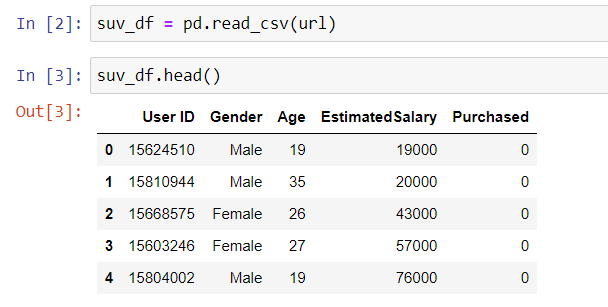 In [2]: suv_df = pd.read_csv(url)
In [3]: suv_df.head()
Out[3]:
User ID Gender Age EstimatedSalary Purchased
0 15624510 Male 19 19000 0
1 15810944 Male 35 20000 0
2 15668575 Female 26 43000 0
3 15603246 Female 27 57000 0
4 15804002 Male 19 76000 0